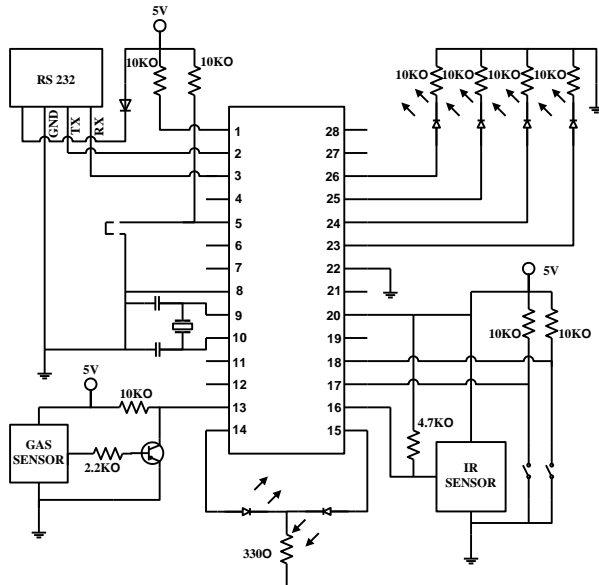 5V
10KO 10KO
RS 232
GND
TX
RX
10KO 10KO 10KO 10KO
1 28
2 27
3 26
4 25
5 24
6 23
7 22
8 21
9 20
10 19
11 18
12 17
13 16
14 15
5V
10KO 10KO
5V
10KO
GAS
SENSOR
2.2KO
4.7KO
IR
SENSOR
330O